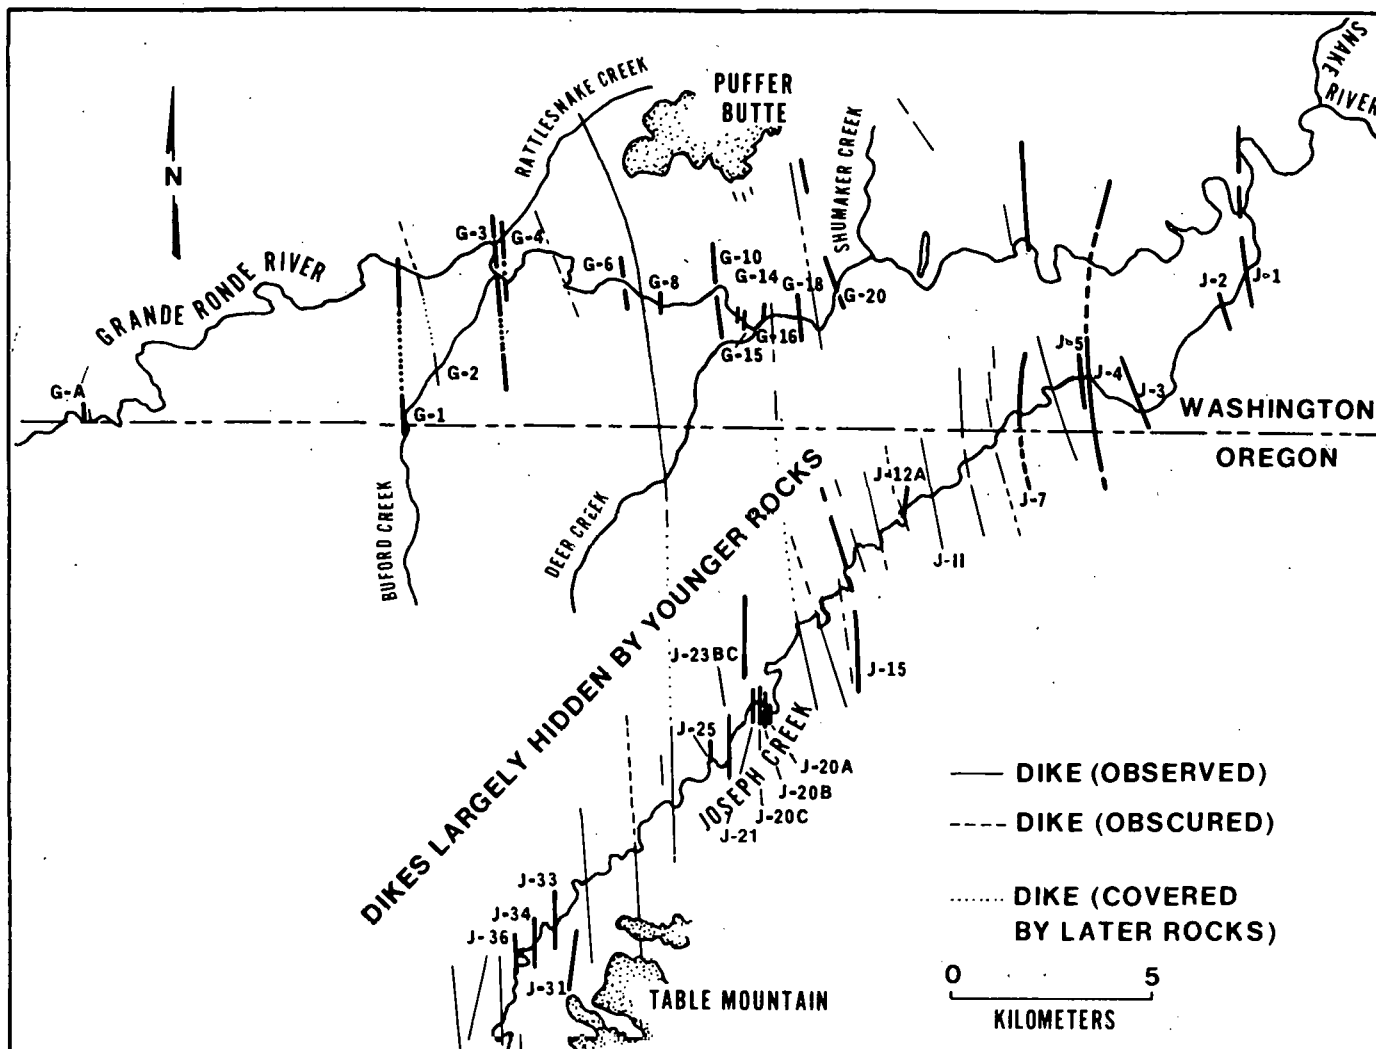 SNAKE
RIVER
RATTLESNAKE CREEK
PUFFER
BUTTE
SHUMAKER CREEK
N
GRANDE RONDE RIVER
G-3
G-4
G-6
G-8
G-10
G-14
G-18
G-20
G-16
G-15
G-2
G-A
G-1
J-1
J-2
J-5
J-4
J-3
WASHINGTON
OREGON
J-7
J-12A
J-11
BUFORD CREEK
DEER CREEK
DIKES LARGELY HIDDEN BY YOUNGER ROCKS
J-15
J-23BC
J-25
JOSEPH CREEK
J-20A
J-20B
J-20C
J-21
J-33
J-34
J-36
J-31
TABLE MOUNTAIN
DIKE (OBSERVED)
DIKE (OBSCURED)
DIKE (COVERED
BY LATER ROCKS)
0 5
KILOMETERS